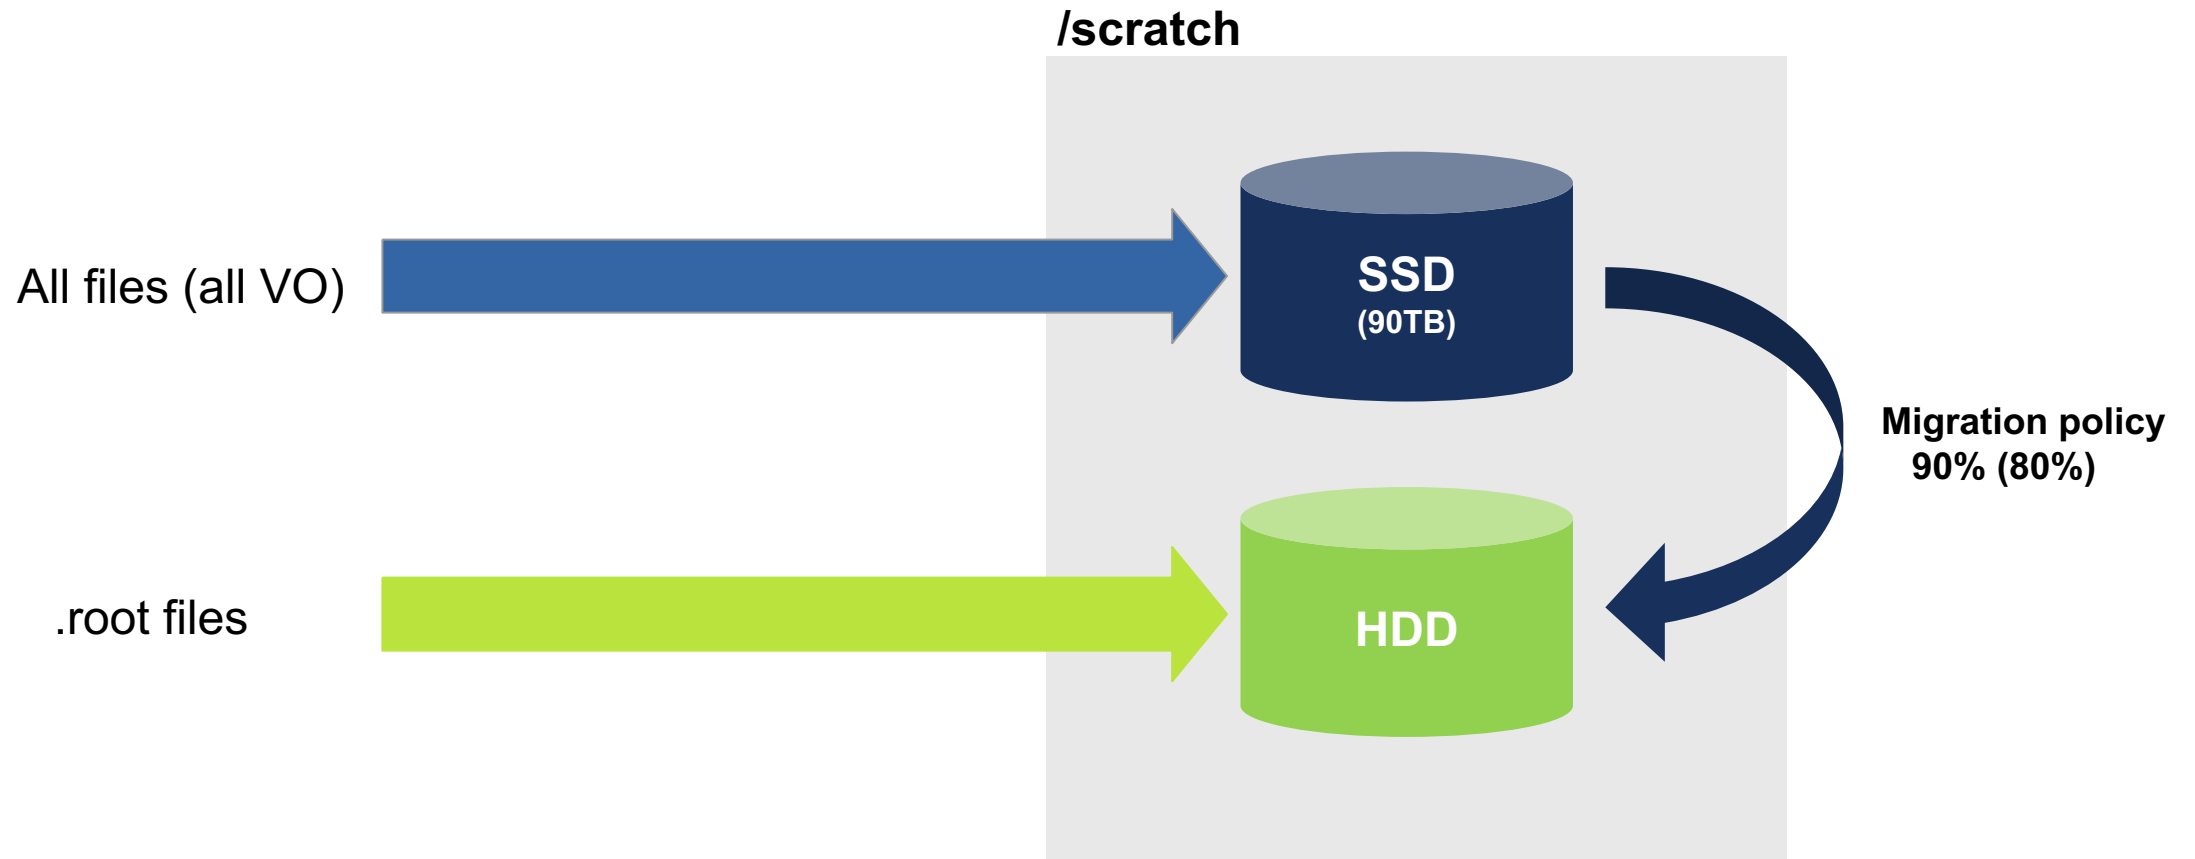 /scratch
All files (all VO)
SSD
(90TB)
Migration policy
90% (80%)
.root files
HDD